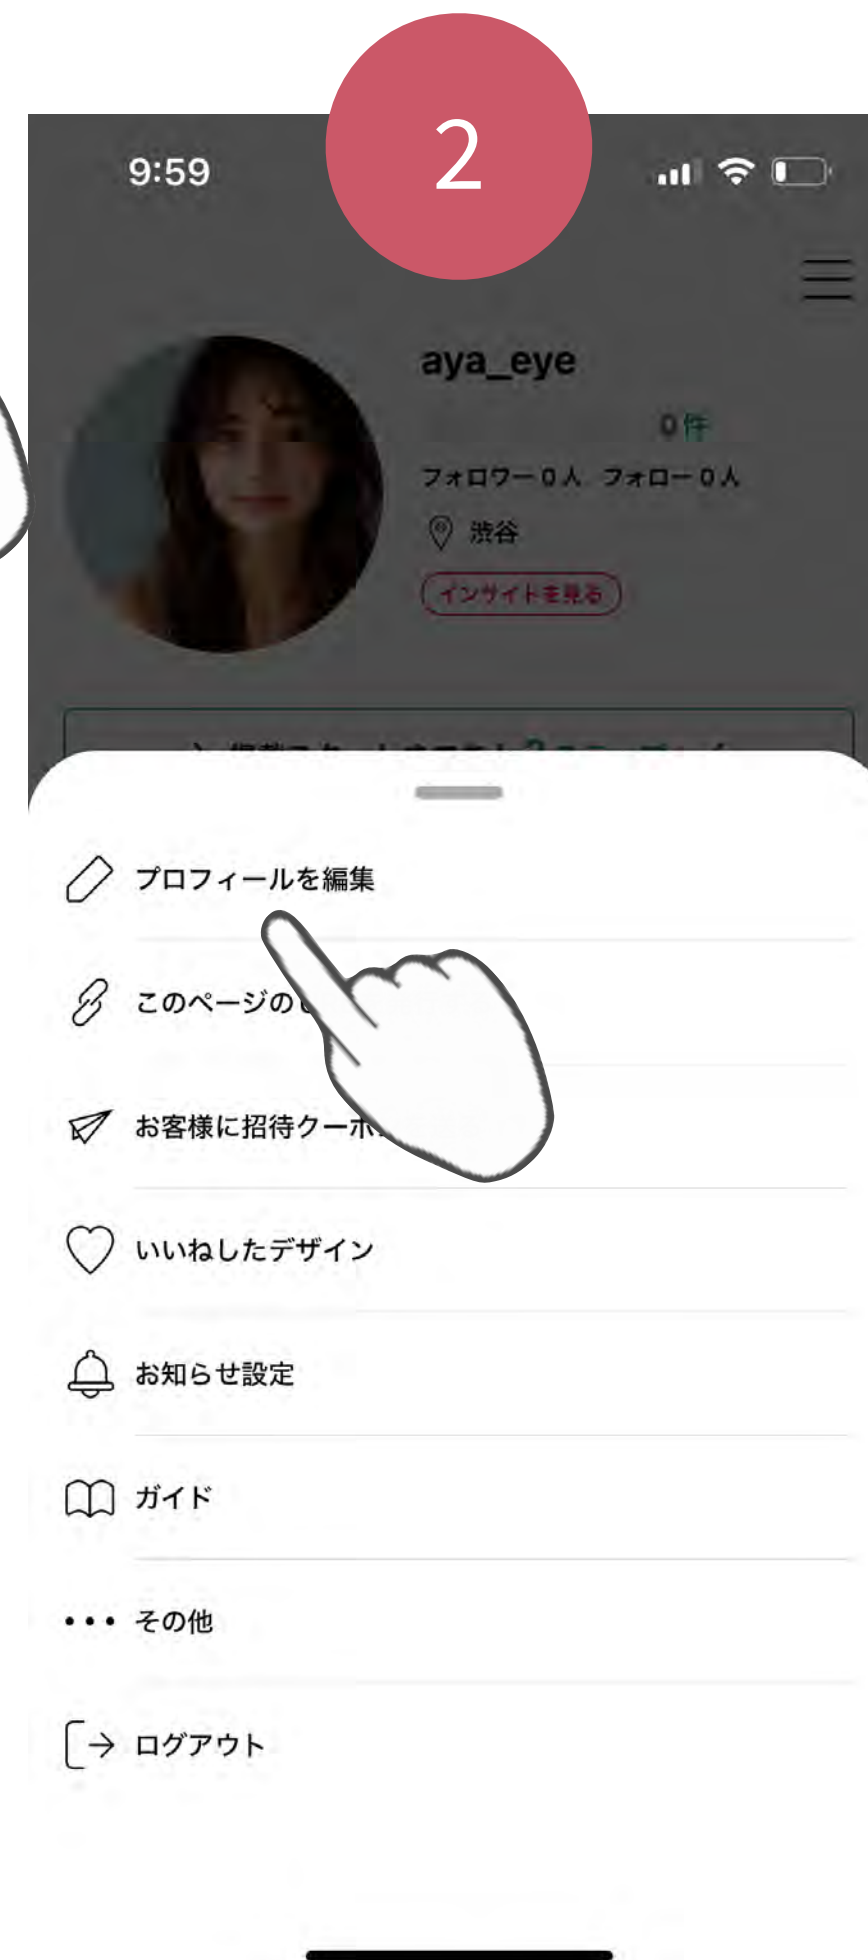 2
9:59
aya_eye
0件
フォロワー 0人 フォロー 0人
渋谷
インサイトを見る
プロフィールを編集
このページの
お客様に招待クーポ
いいねしたデザイン
お知らせ設定
ガイド
その他
ログアウト